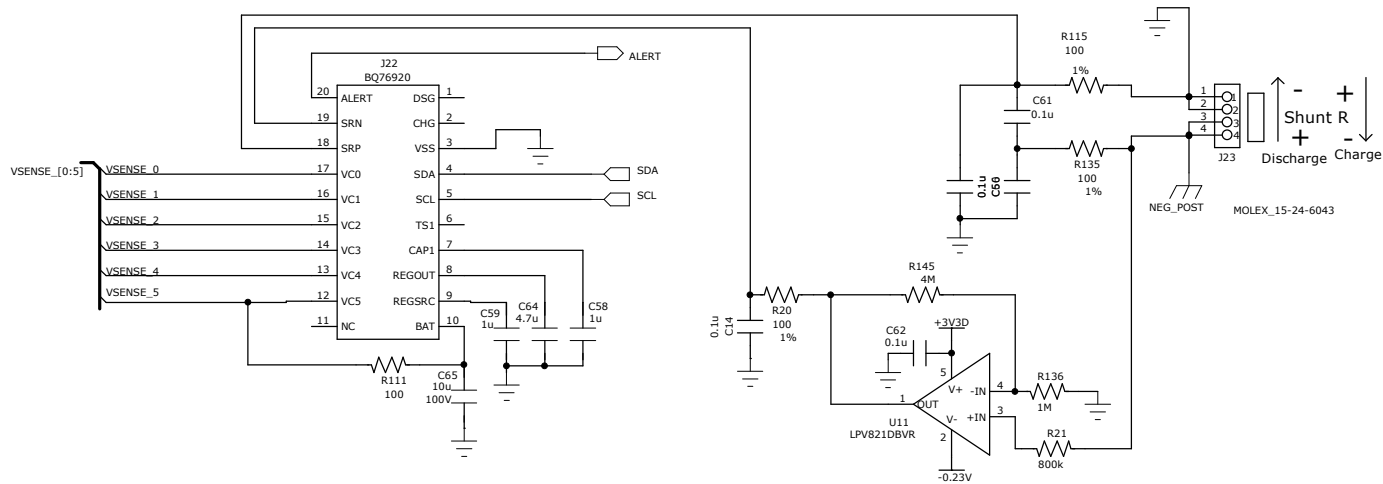 J22
BQ76920
20 ALERT DSG 1
19 SRN CHG 2
18 SRP VSS 3
17 VC0 SDA 4
16 VC1 SCL 5
15 VC2 TS1 6
14 VC3 CAP1 7
13 VC4 REGOUT 8
12 VC5 REGSRC 9
11 NC BAT 10
ALERT
SDA
SCL
VSENSE_[0:5]
VSENSE_0
VSENSE_1
VSENSE_2
VSENSE_3
VSENSE_4
VSENSE_5
C59
1u
C64
4.7u
C58
1u
R111
100
C65
10u
100V
R115
100
1%
C61
0.1u
R135
100
1%
0.1u
0.1u
C14
R20
100
1%
R145
4M
C62
0.1u
+3V3D
5
V+
-IN 4
+IN 3
1 OUT
V-
2
U11
LPV821DBVR
-0.23V
R136
1M
R21
800k
1 1
2 2
3 3
4 4
J23
- +
Shunt R
+ -
Discharge Charge
NEG_POST
MOLEX_15-24-6043